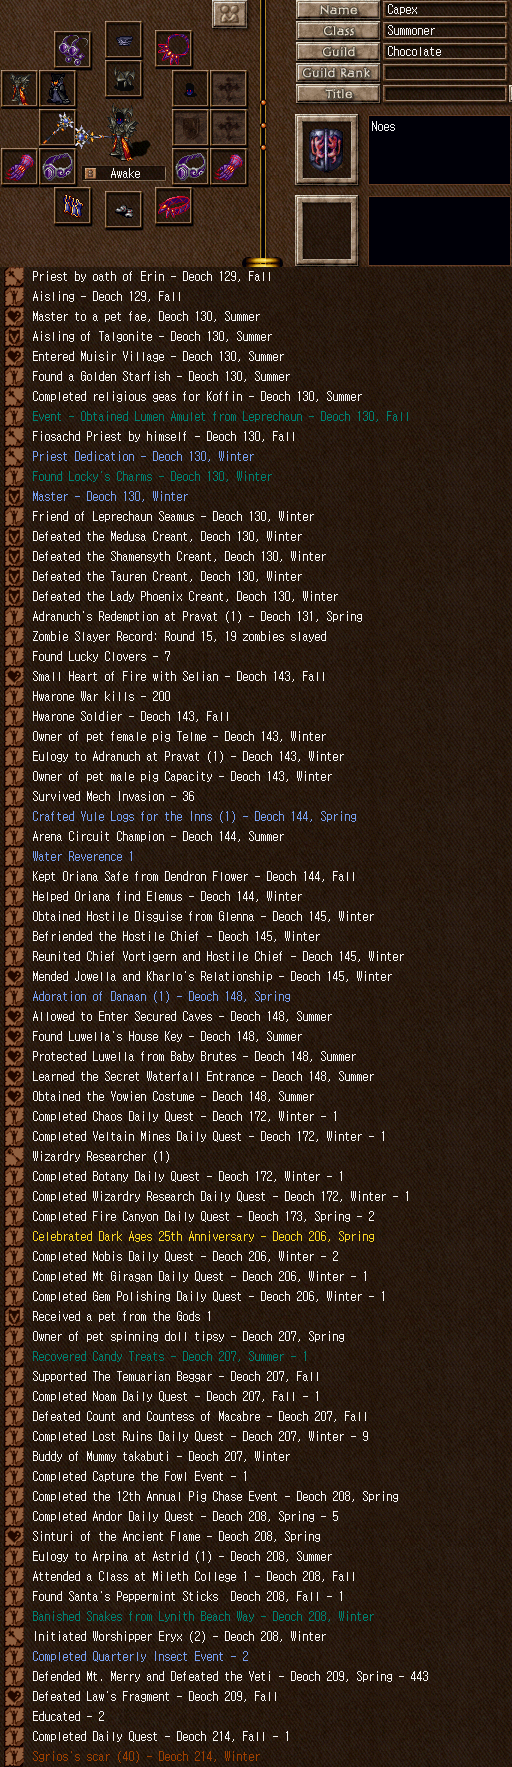 Name Capex
Class Summoner
Guild Chocolate
Guild Rank
Title
Noes
Awake
Priest by oath of Erin - Deoch 129, Fall
Aisling - Deoch 129, Fall
Master to a pet fae, Deoch 130, Summer
Aisling of Talgonite - Deoch 130, Summer
Entered Muisir Village - Deoch 130, Summer
Found a Golden Starfish - Deoch 130, Summer
Completed religious geas for Koffin - Deoch 130, Summer
Event - Obtained Lumen Amulet from Leprechaun - Deoch 130, Fall
Fiosachd Priest by himself - Deoch 130, Fall
Priest Dedication - Deoch 130, Winter
Found Locky's Charms - Deoch 130, Winter
Master - Deoch 130, Winter
Friend of Leprechaun Seamus - Deoch 130, Winter
Defeated the Medusa Creant, Deoch 130, Winter
Defeated the Shamensyth Creant, Deoch 130, Winter
Defeated the Tauren Creant, Deoch 130, Winter
Defeated the Lady Phoenix Creant, Deoch 130, Winter
Adranuch's Redemption at Pravat (1) - Deoch 131, Spring
Zombie Slayer Record: Round 15, 19 zombies slayed
Found Lucky Clovers - 7
Small Heart of Fire with Selian - Deoch 143, Fall
Hwarone War kills - 200
Hwarone Soldier - Deoch 143, Fall
Owner of pet female pig Telme - Deoch 143, Winter
Eulogy to Adranuch at Pravat (1) - Deoch 143, Winter
Owner of pet male pig Capacity - Deoch 143, Winter
Survived Mech Invasion - 36
Crafted Yule Logs for the Inns (1) - Deoch 144, Spring
Arena Circuit Champion - Deoch 144, Summer
Water Reverence 1
Kept Oriana Safe from Dendron Flower - Deoch 144, Fall
Helped Oriana find Elemus - Deoch 144, Winter
Obtained Hostile Disguise from Glenna - Deoch 145, Winter
Befriended the Hostile Chief - Deoch 145, Winter
Reunited Chief Vortigern and Hostile Chief - Deoch 145, Winter
Mended Jowella and Kharlo's Relationship - Deoch 145, Winter
Adoration of Danaan (1) - Deoch 148, Spring
Allowed to Enter Secured Caves - Deoch 148, Summer
Found Luwella's House Key - Deoch 148, Summer
Protected Luwella from Baby Brutes - Deoch 148, Summer
Learned the Secret Waterfall Entrance - Deoch 148, Summer
Obtained the Yowien Costume - Deoch 148, Summer
Completed Chaos Daily Quest - Deoch 172, Winter - 1
Completed Veltain Mines Daily Quest - Deoch 172, Winter - 1
Wizardry Researcher (1)
Completed Botany Daily Quest - Deoch 172, Winter - 1
Completed Wizardry Research Daily Quest - Deoch 172, Winter - 1
Completed Fire Canyon Daily Quest - Deoch 173, Spring - 2
Celebrated Dark Ages 25th Anniversary - Deoch 206, Spring
Completed Nobis Daily Quest - Deoch 206, Winter - 2
Completed Mt Giragan Daily Quest - Deoch 206, Winter - 1
Completed Gem Polishing Daily Quest - Deoch 206, Winter - 1
Received a pet from the Gods 1
Owner of pet spinning doll tipsy - Deoch 207, Spring
Recovered Candy Treats - Deoch 207, Summer - 1
Supported The Temuarian Beggar - Deoch 207, Fall
Completed Noam Daily Quest - Deoch 207, Fall - 1
Defeated Count and Countess of Macabre - Deoch 207, Fall
Completed Lost Ruins Daily Quest - Deoch 207, Winter - 9
Buddy of Mummy takabuti - Deoch 207, Winter
Completed Capture the Fowl Event - 1
Completed the 12th Annual Pig Chase Event - Deoch 208, Spring
Completed Andor Daily Quest - Deoch 208, Spring - 5
Sinturi of the Ancient Flame - Deoch 208, Spring
Eulogy to Arpina at Astrid (1) - Deoch 208, Summer
Attended a Class at Mileth College 1 - Deoch 208, Fall
Found Santa's Peppermint Sticks  Deoch 208, Fall - 1
Banished Snakes from Lynith Beach Way - Deoch 208, Winter
Initiated Worshipper Eryx (2) - Deoch 208, Winter
Completed Quarterly Insect Event - 2
Defended Mt. Merry and Defeated the Yeti - Deoch 209, Spring - 443
Defeated Law's Fragment - Deoch 209, Fall
Educated - 2
Completed Daily Quest - Deoch 214, Fall - 1
Sgrios's scar (40) - Deoch 214, Winter